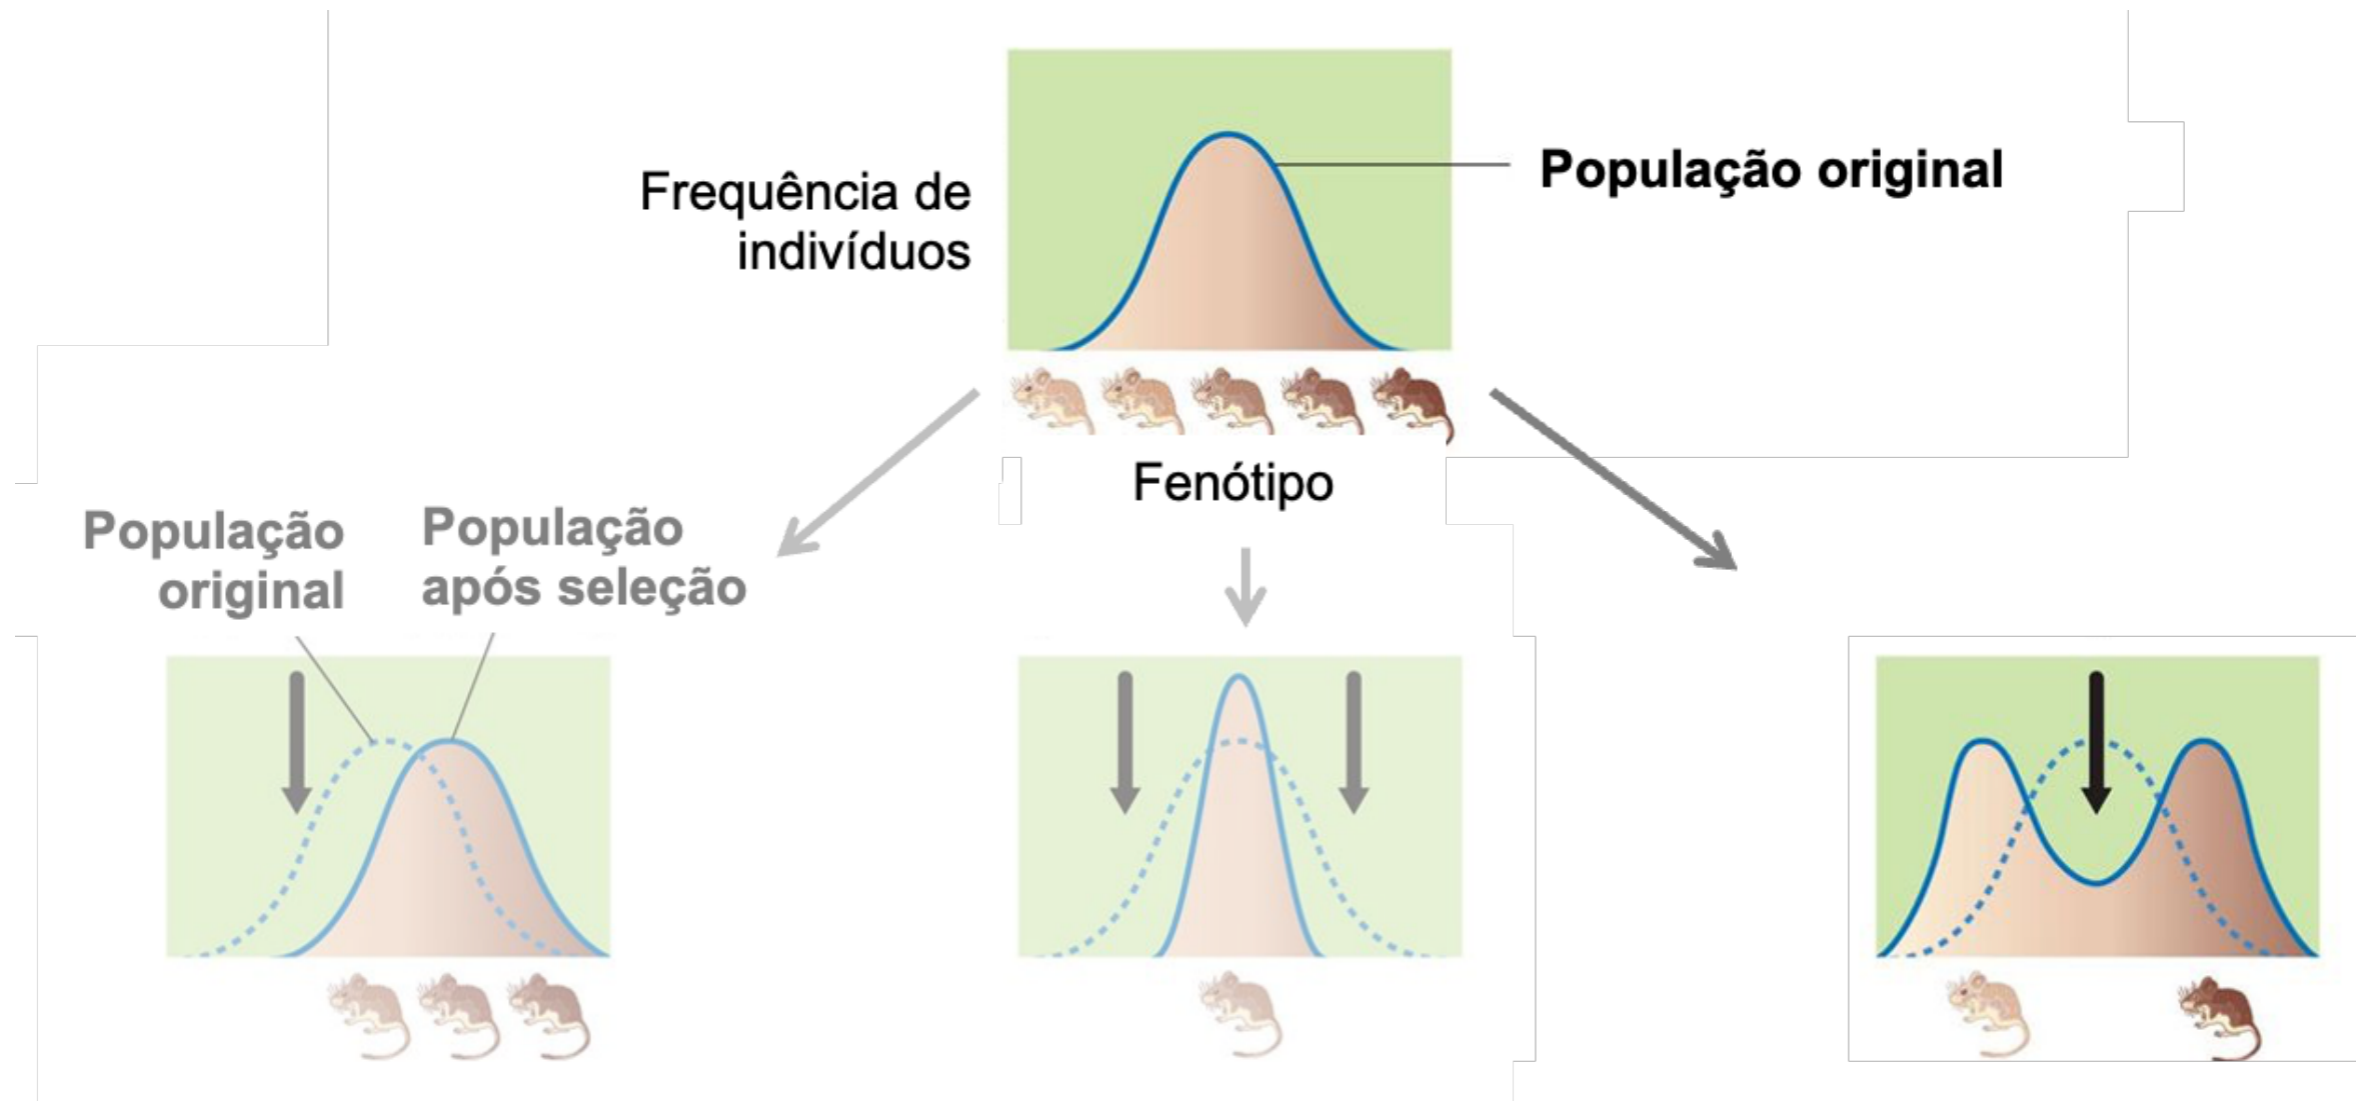 Frequência de
indivíduos
População original
Fenótipo
População
original
População
após seleção